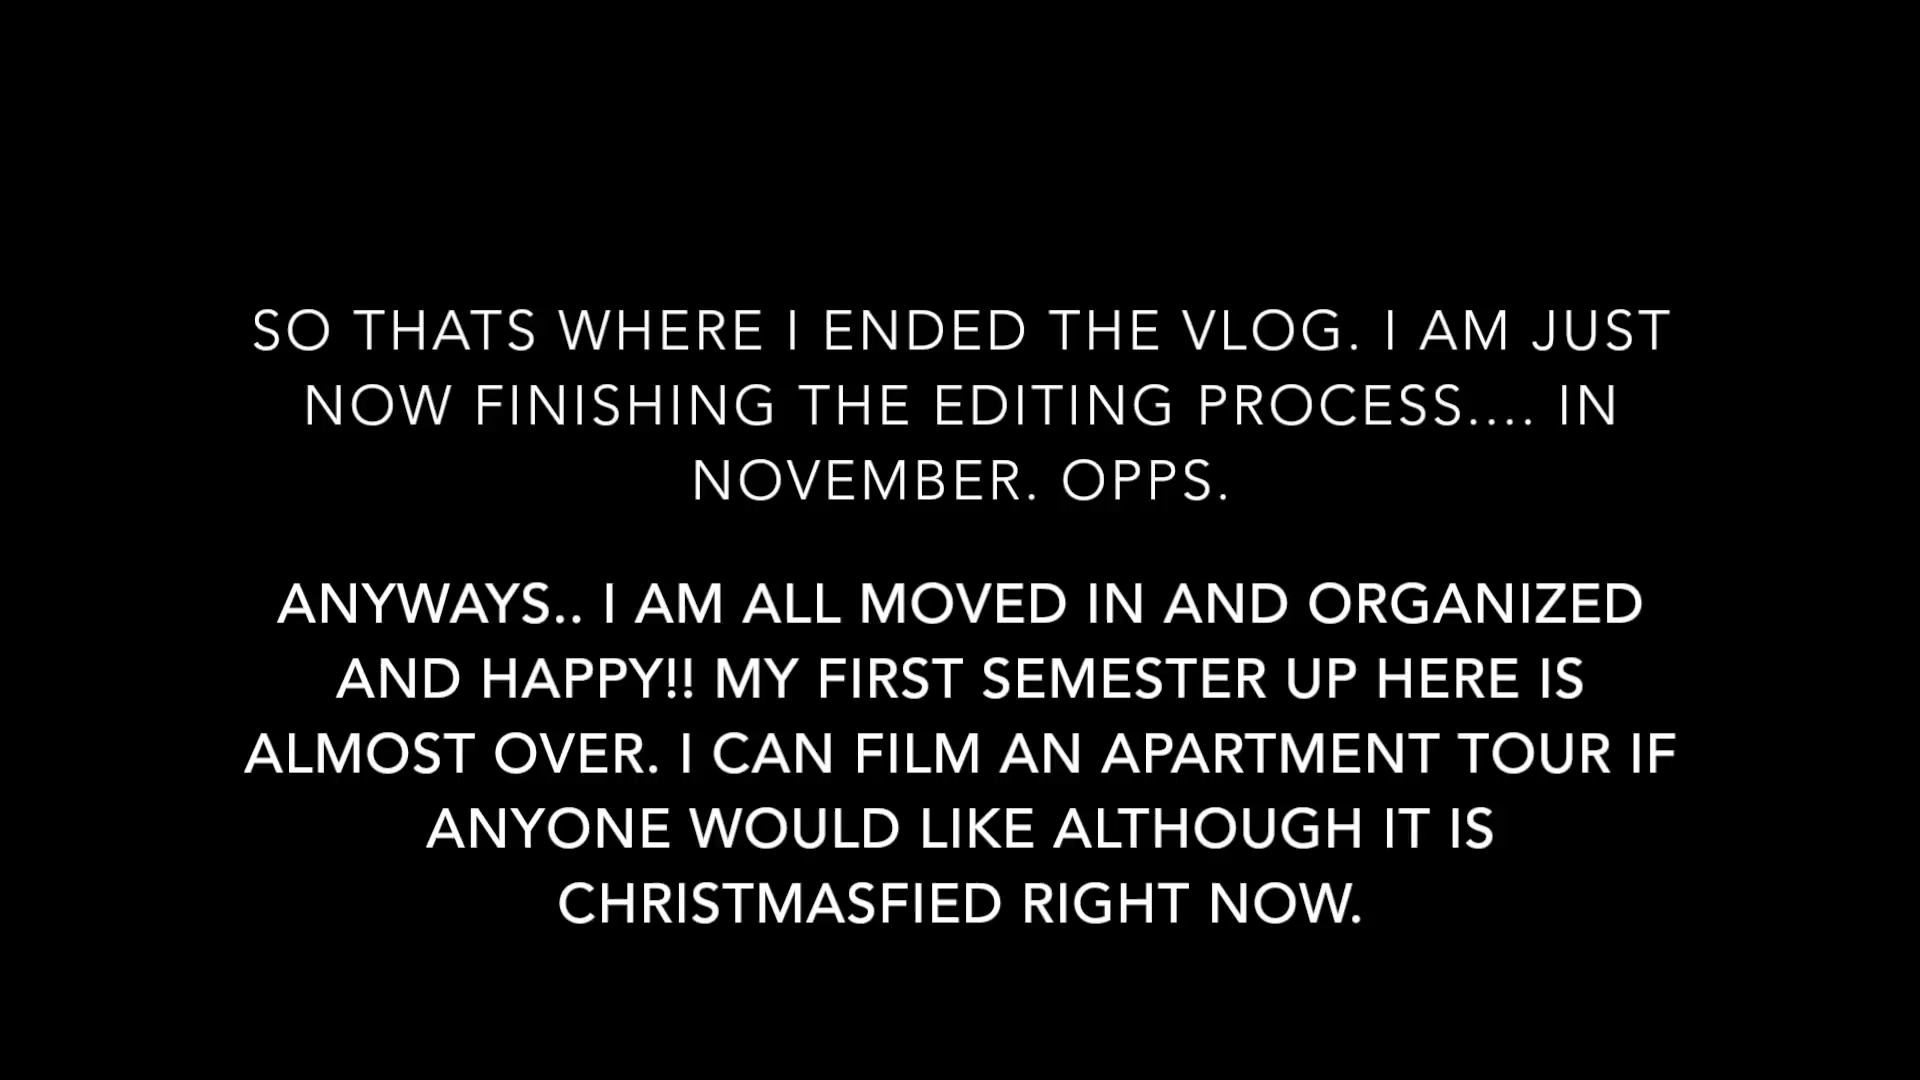 SO THATS WHERE I ENDED THE VLOG. I AM JUST
NOW FINISHING THE EDITING PROCESS.... IN
NOVEMBER. OPPS.
ANYWAYS.. I AM ALL MOVED IN AND ORGANIZED
AND HAPPY!! MY FIRST SEMESTER UP HERE IS
ALMOST OVER. I CAN FILM AN APARTMENT TOUR IF
ANYONE WOULD LIKE ALTHOUGH IT IS
CHRISTMASFIED RIGHT NOW.